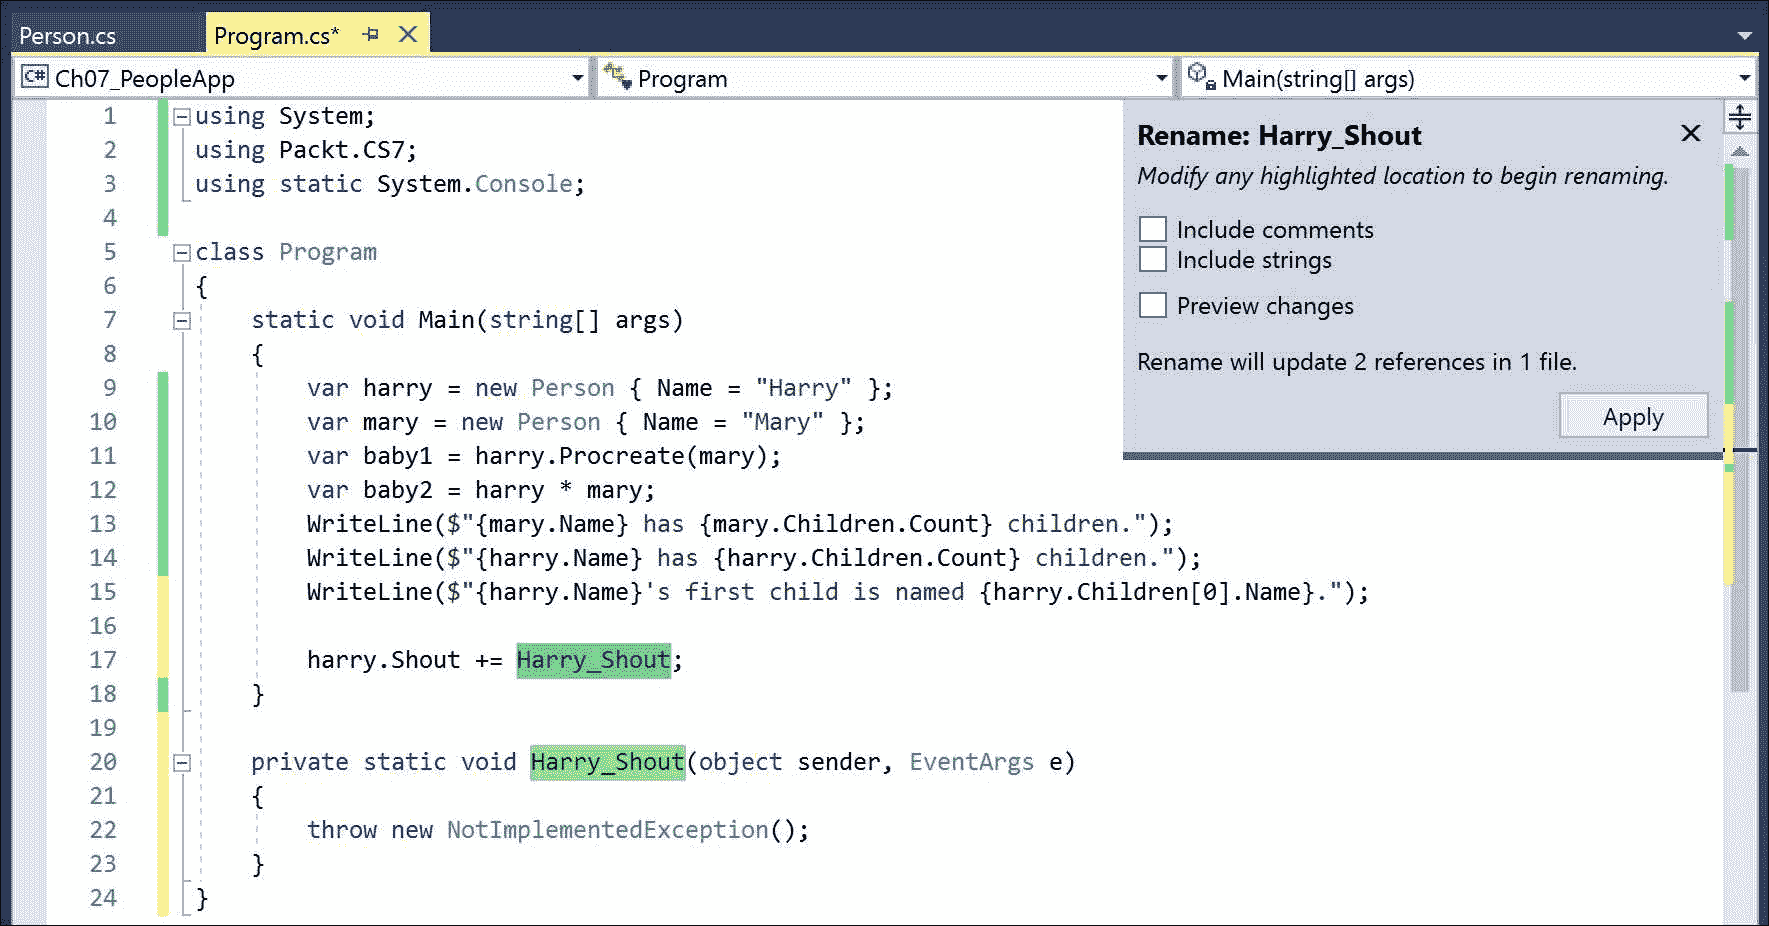 Person.cs
Program.cs*
C# Ch07_PeopleApp
Program
Main(string[] args)
1 using System;
2 using Packt.CS7;
3 using static System.Console;
4
5 class Program
6 {
7 static void Main(string[] args)
8 {
9 var harry = new Person { Name = "Harry" };
10 var mary = new Person { Name = "Mary" };
11 var baby1 = harry.Procreate(mary);
12 var baby2 = harry * mary;
13 WriteLine($"{mary.Name} has {mary.Children.Count} children.");
14 WriteLine($"{harry.Name} has {harry.Children.Count} children.");
15 WriteLine($"{harry.Name}'s first child is named {harry.Children[0].Name}.");
16
17 harry.Shout += Harry_Shout;
18 }
19
20 private static void Harry_Shout(object sender, EventArgs e)
21 {
22 throw new NotImplementedException();
23 }
24 }
Rename: Harry_Shout
Modify any highlighted location to begin renaming.
Include comments
Include strings
Preview changes
Rename will update 2 references in 1 file.
Apply